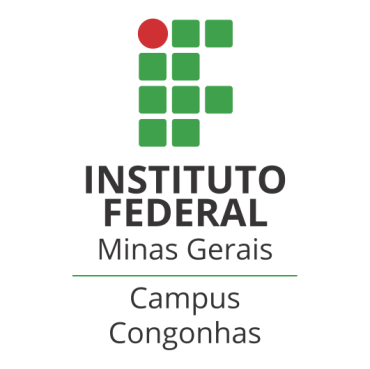 INSTITUTO
FEDERAL
Minas Gerais
Campus
Congonhas